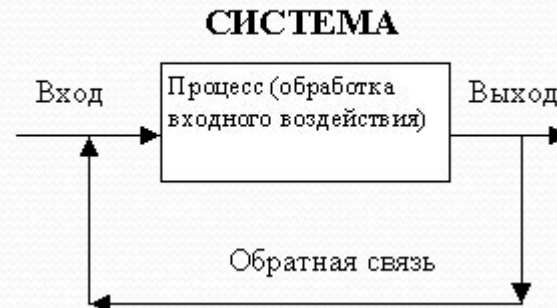 СИСТЕМА
Вход
Процесс (обработка
входного воздействия)
Выход
Обратная связь